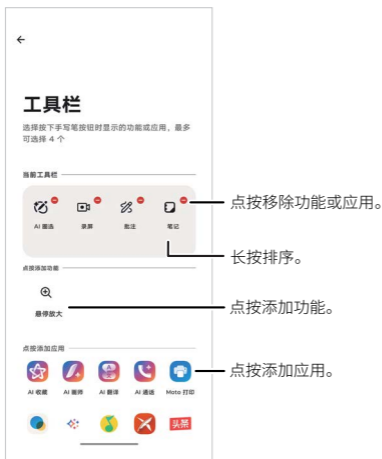 工具栏
选择按下手写笔按钮时显示的功能或应用，最多
可选择 4 个
当前工具栏
AI 圈选
录屏
批注
笔记
点按移除功能或应用。
长按排序。
点按添加功能
悬停放大
点按添加功能。
点按添加应用
点按添加应用。
AI 收藏
AI 画师
AI 翻译
AI 通话
Moto 打印
头条